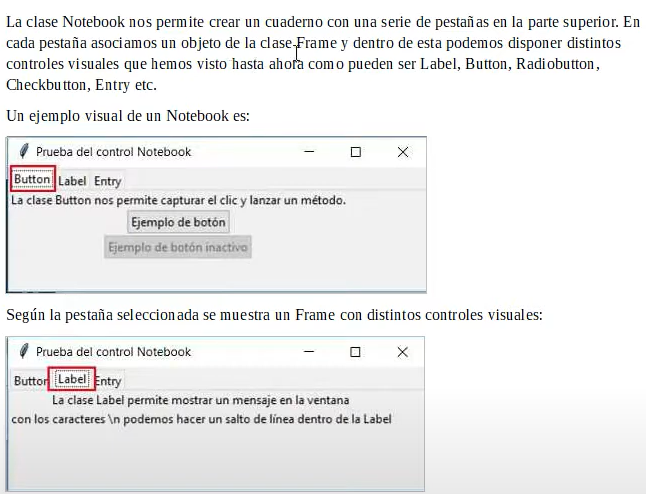 La clase Notebook nos permite crear un cuaderno con una serie de pestañas en la parte superior. En
cada pestaña asociamos un objeto de la clase Frame y dentro de esta podemos disponer distintos
controles visuales que hemos visto hasta ahora como pueden ser Label, Button, Radiobutton,
Checkbutton, Entry etc.
Un ejemplo visual de un Notebook es:
Prueba del control Notebook
Button Label Entry
La clase Button nos permite capturar el clic y lanzar un método.
Ejemplo de botón
Ejemplo de botón inactivo
Según la pestaña seleccionada se muestra un Frame con distintos controles visuales:
Prueba del control Notebook
Button Label Entry
La clase Label permite mostrar un mensaje en la ventana
con los caracteres \n podemos hacer un salto de línea dentro de la Label